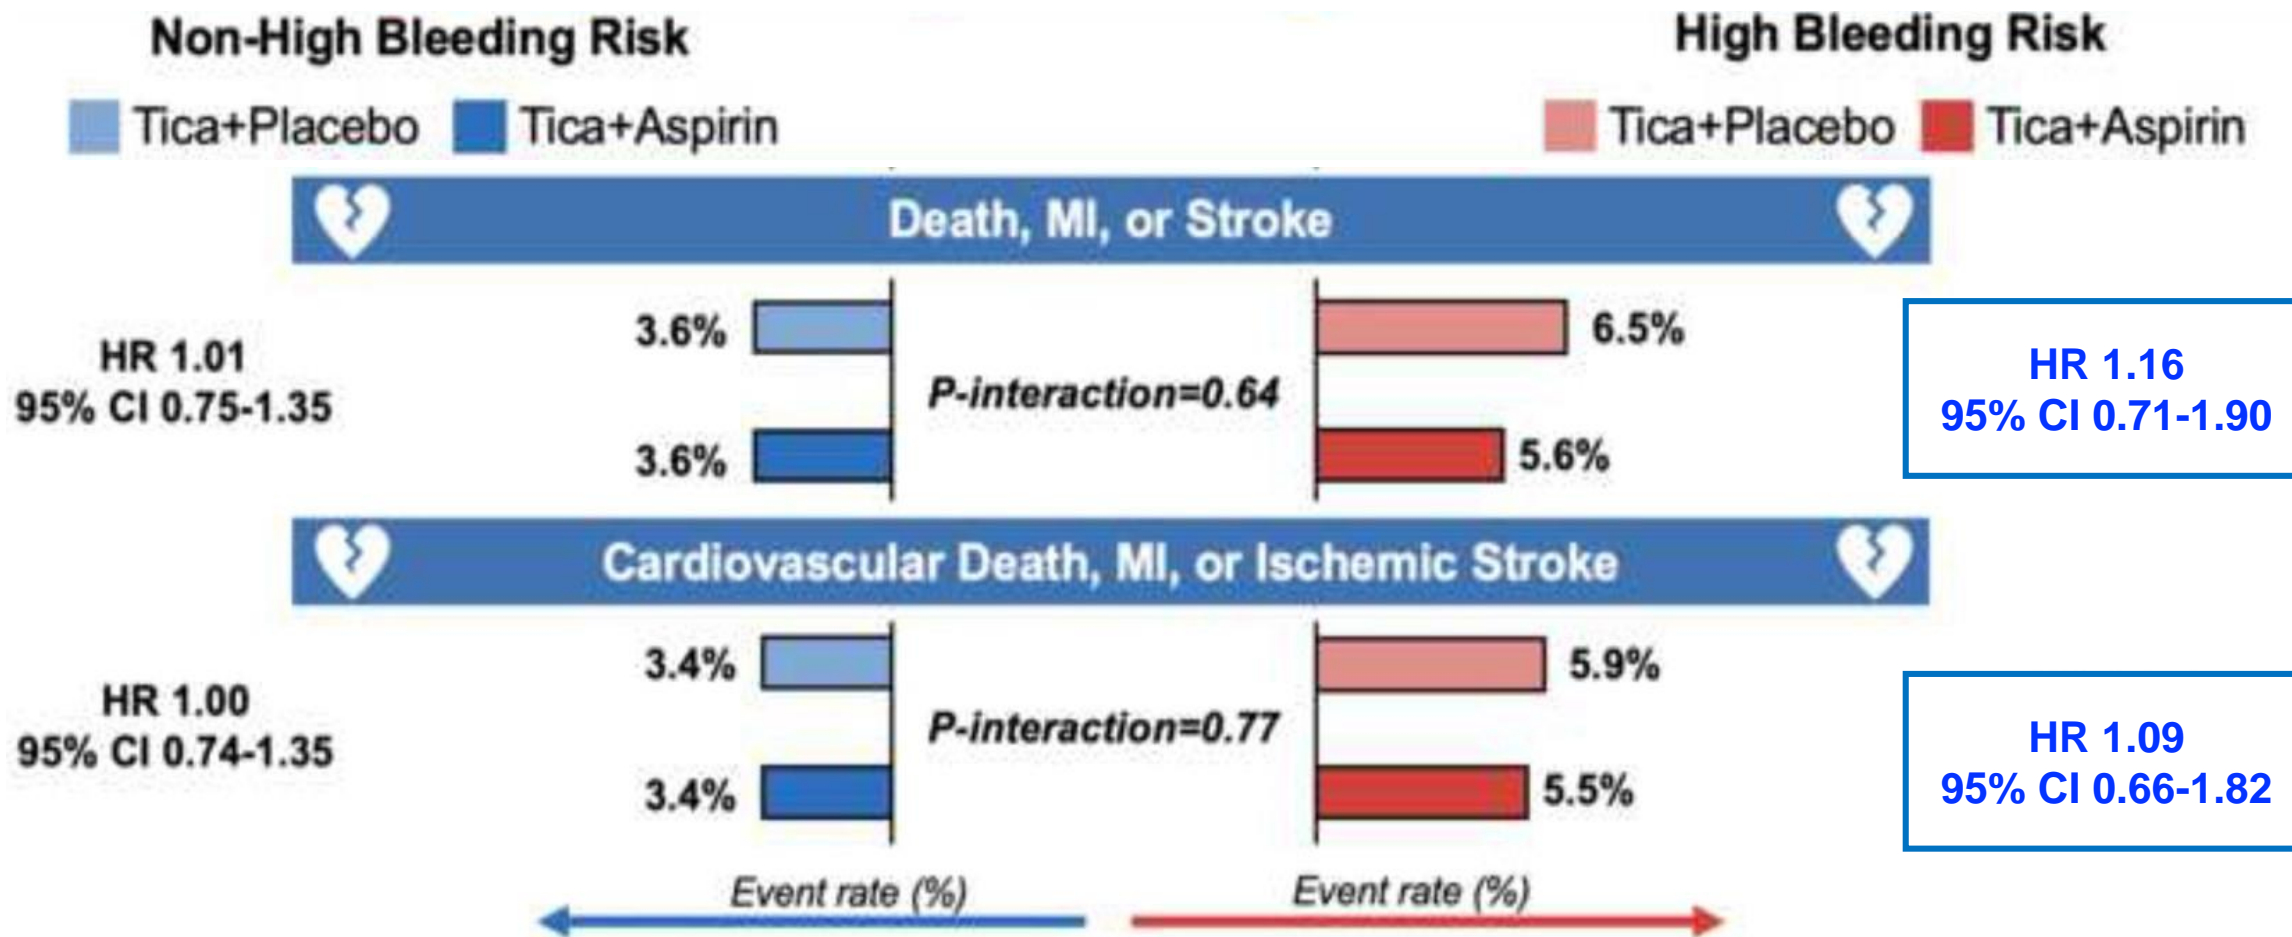 Non-High Bleeding Risk
High Bleeding Risk
Tica+Placebo Tica+Aspirin
Tica+Placebo Tica+Aspirin
Death, MI, or Stroke
HR 1.01
95% CI 0.75-1.35
3.6%
3.6%
P-interaction=0.64
6.5%
5.6%
HR 1.16
95% CI 0.71-1.90
Cardiovascular Death, MI, or Ischemic Stroke
HR 1.00
95% CI 0.74-1.35
3.4%
3.4%
P-interaction=0.77
5.9%
5.5%
HR 1.09
95% CI 0.66-1.82
Event rate (%)
Event rate (%)